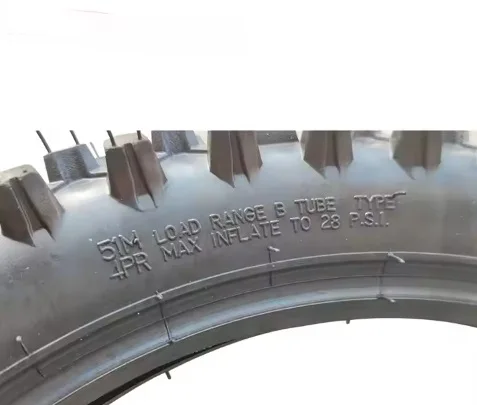 51M LOAD RANGE B TUBE TYPE
4PR MAX INFLATE TO 28 P.S.I.